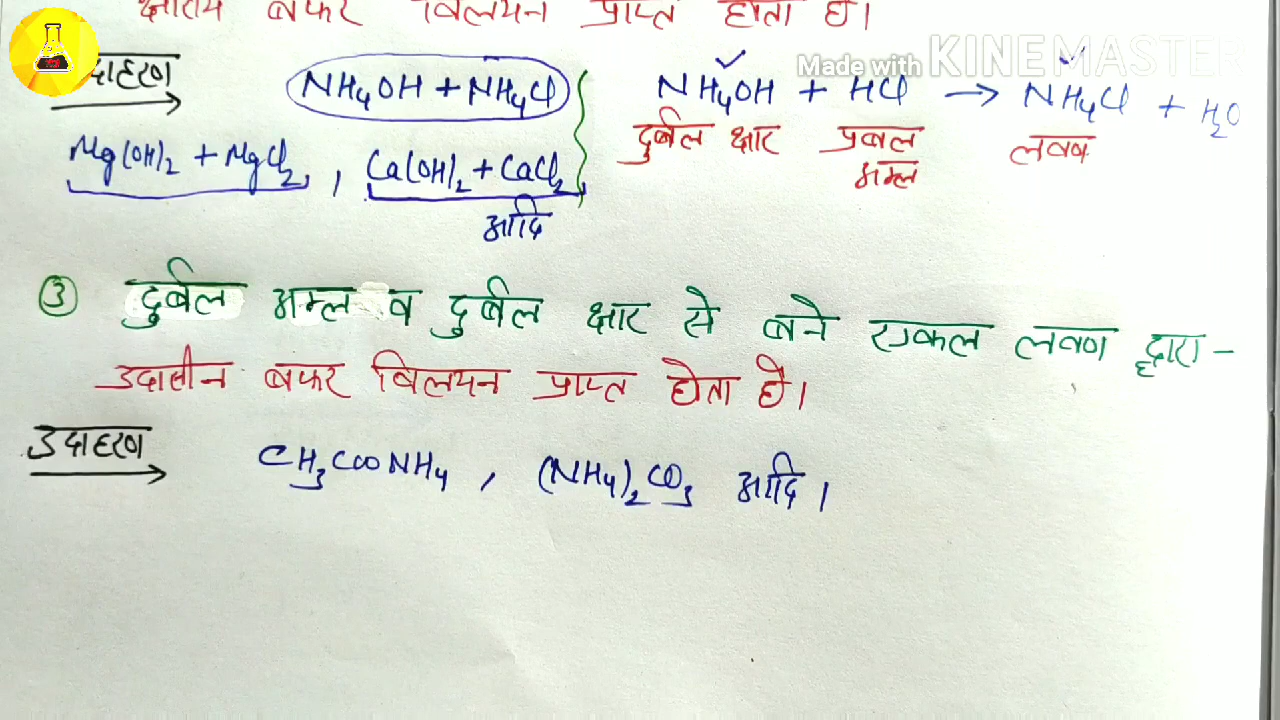 क्षारीय बफर विलयन प्राप्त होता है।
Made with KINEMASTER
उदाहरण NH₄OH + NH₄Cl NH₄OH + HCl → NH₄Cl + H₂O
दुर्बल क्षार प्रबल अम्ल लवण
Mg(OH)₂ + MgCl₂ , Ca(OH)₂ + CaCl₂ आदि
③ दुर्बल अम्ल व दुर्बल क्षार से बने एकल लवण द्वारा –
उदासीन बफर विलयन प्राप्त होता है।
उदाहरण CH₃COONH₄ , (NH₄)₂CO₃ आदि।